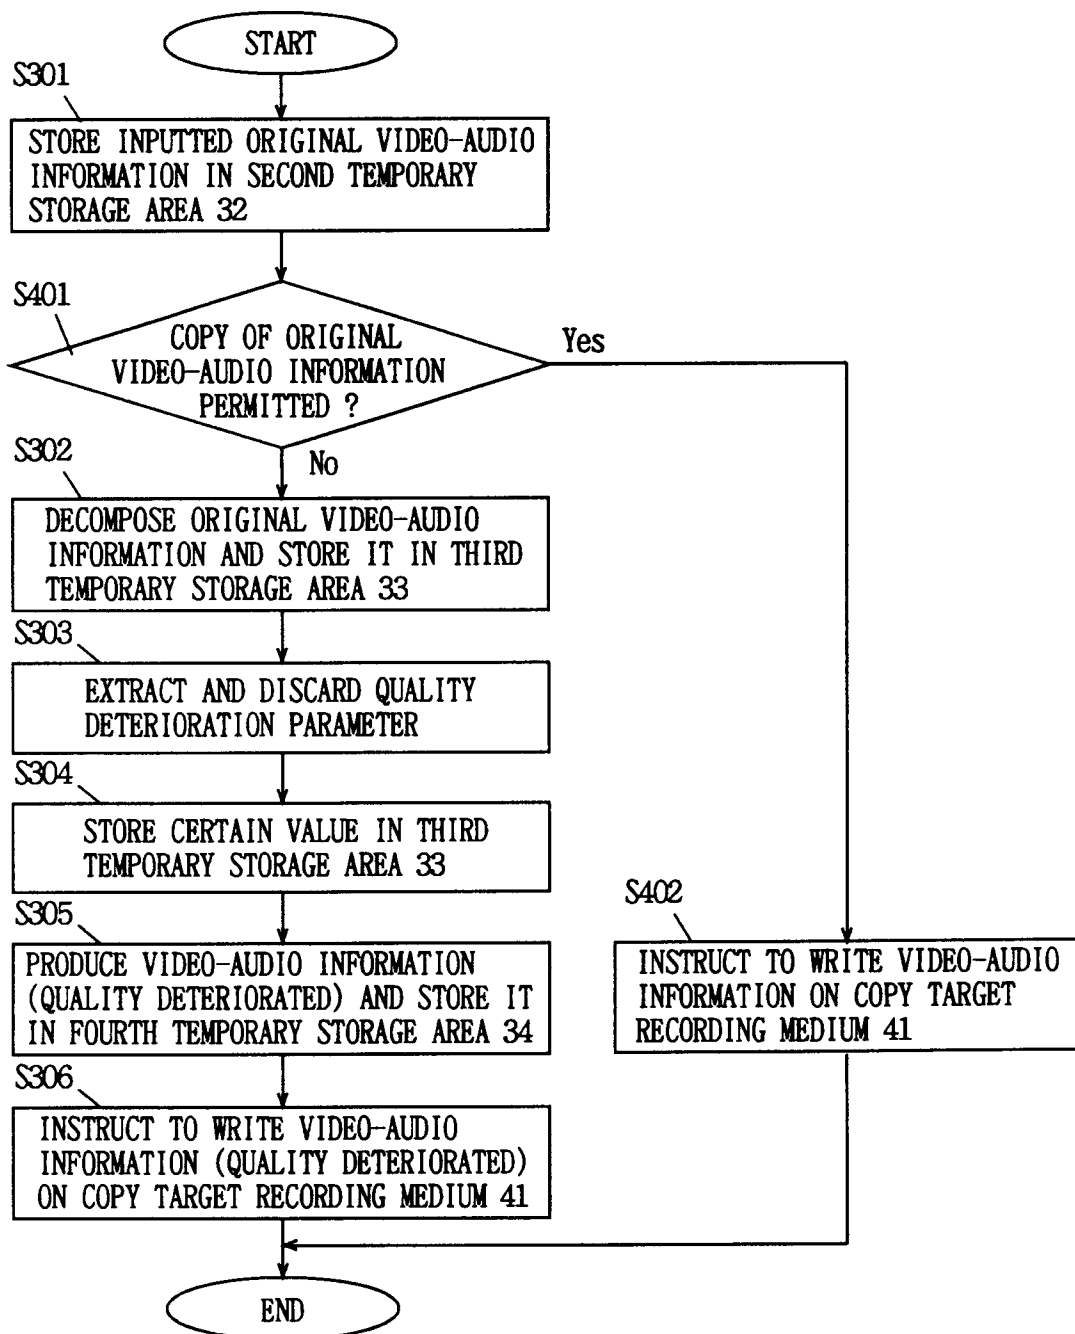 START
S301
STORE INPUTTED ORIGINAL VIDEO-AUDIO
INFORMATION IN SECOND TEMPORARY
STORAGE AREA 32
S401
COPY OF ORIGINAL
VIDEO-AUDIO INFORMATION
PERMITTED ?
Yes
No
S302
DECOMPOSE ORIGINAL VIDEO-AUDIO
INFORMATION AND STORE IT IN THIRD
TEMPORARY STORAGE AREA 33
S303
EXTRACT AND DISCARD QUALITY
DETERIORATION PARAMETER
S304
STORE CERTAIN VALUE IN THIRD
TEMPORARY STORAGE AREA 33
S305
PRODUCE VIDEO-AUDIO INFORMATION
(QUALITY DETERIORATED) AND STORE IT
IN FOURTH TEMPORARY STORAGE AREA 34
S402
INSTRUCT TO WRITE VIDEO-AUDIO
INFORMATION ON COPY TARGET
RECORDING MEDIUM 41
S306
INSTRUCT TO WRITE VIDEO-AUDIO
INFORMATION (QUALITY DETERIORATED)
ON COPY TARGET RECORDING MEDIUM 41
END